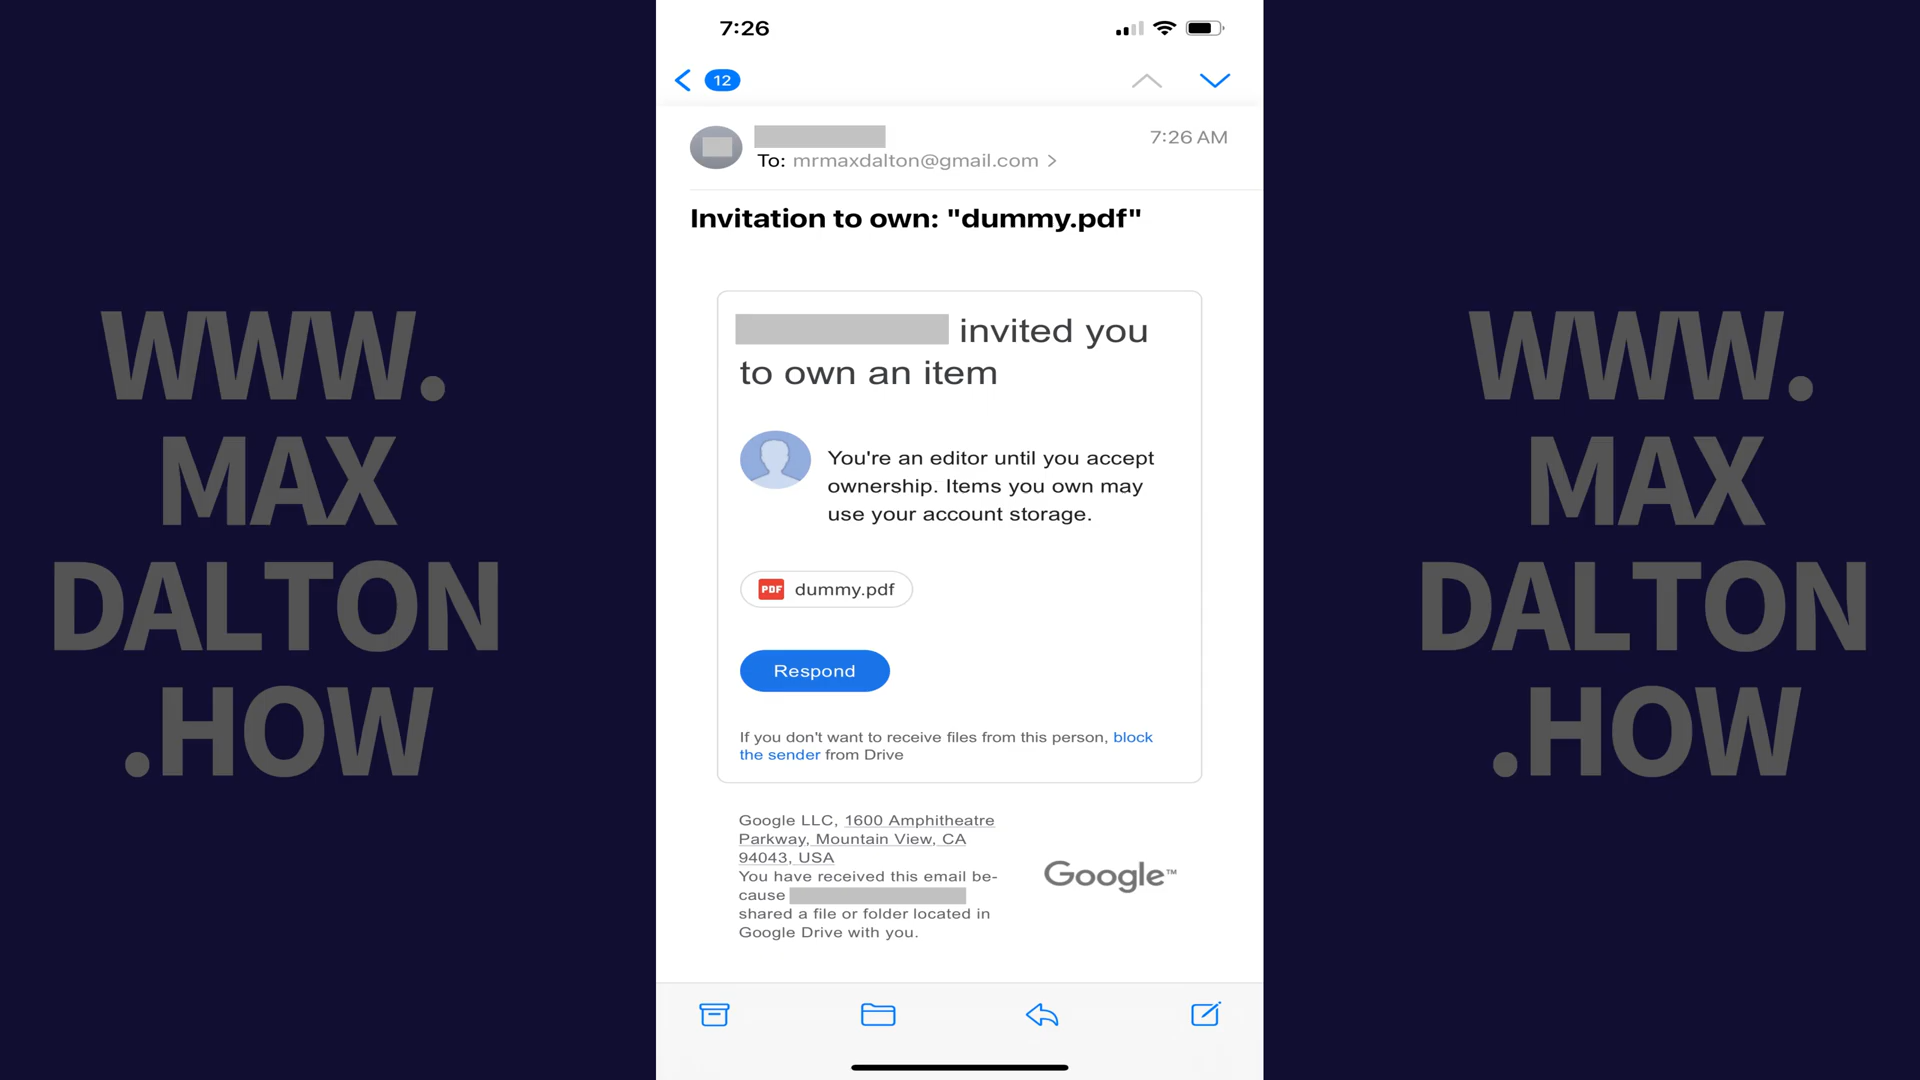 WWW.
MAX
DALTON
.HOW
7:26
12
7:26 AM
To: mrmaxdalton@gmail.com >
Invitation to own: "dummy.pdf"
invited you
to own an item
You're an editor until you accept
ownership. Items you own may
use your account storage.
PDF dummy.pdf
Respond
If you don't want to receive files from this person, block
the sender from Drive
Google LLC, 1600 Amphitheatre
Parkway, Mountain View, CA
94043, USA
You have received this email be-
cause
shared a file or folder located in
Google Drive with you.
Google™
WWW.
MAX
DALTON
.HOW